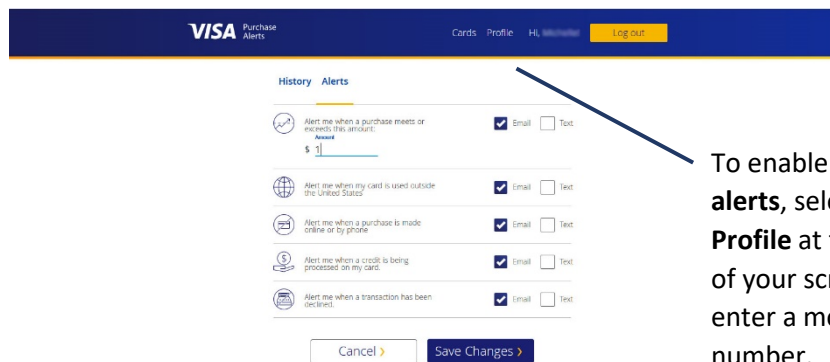 VISA Purchase Alerts
Cards Profile Hi, Log out
History Alerts
Alert me when a purchase meets or
exceeds this amount:
Email Text
Amount
$ 1
Alert me when my card is used outside
the United States
Email Text
Alert me when a purchase is made
online or by phone
Email Text
Alert me when a credit is being
processed on my card.
Email Text
Alert me when a transaction has been
declined.
Email Text
Cancel >
Save Changes >
To enable
alerts, sel
Profile at
of your scr
enter a m
number.